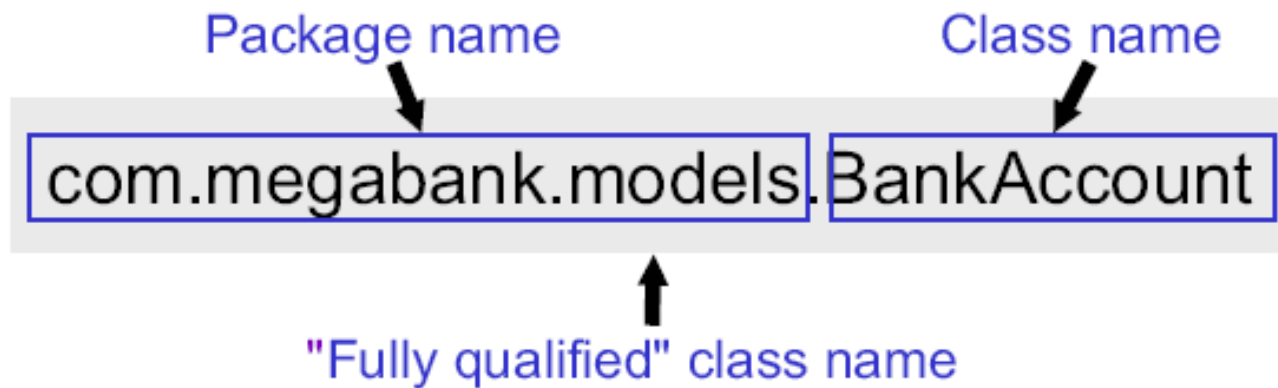 Package name
Class name
com.megabank.models.BankAccount
"Fully qualified" class name